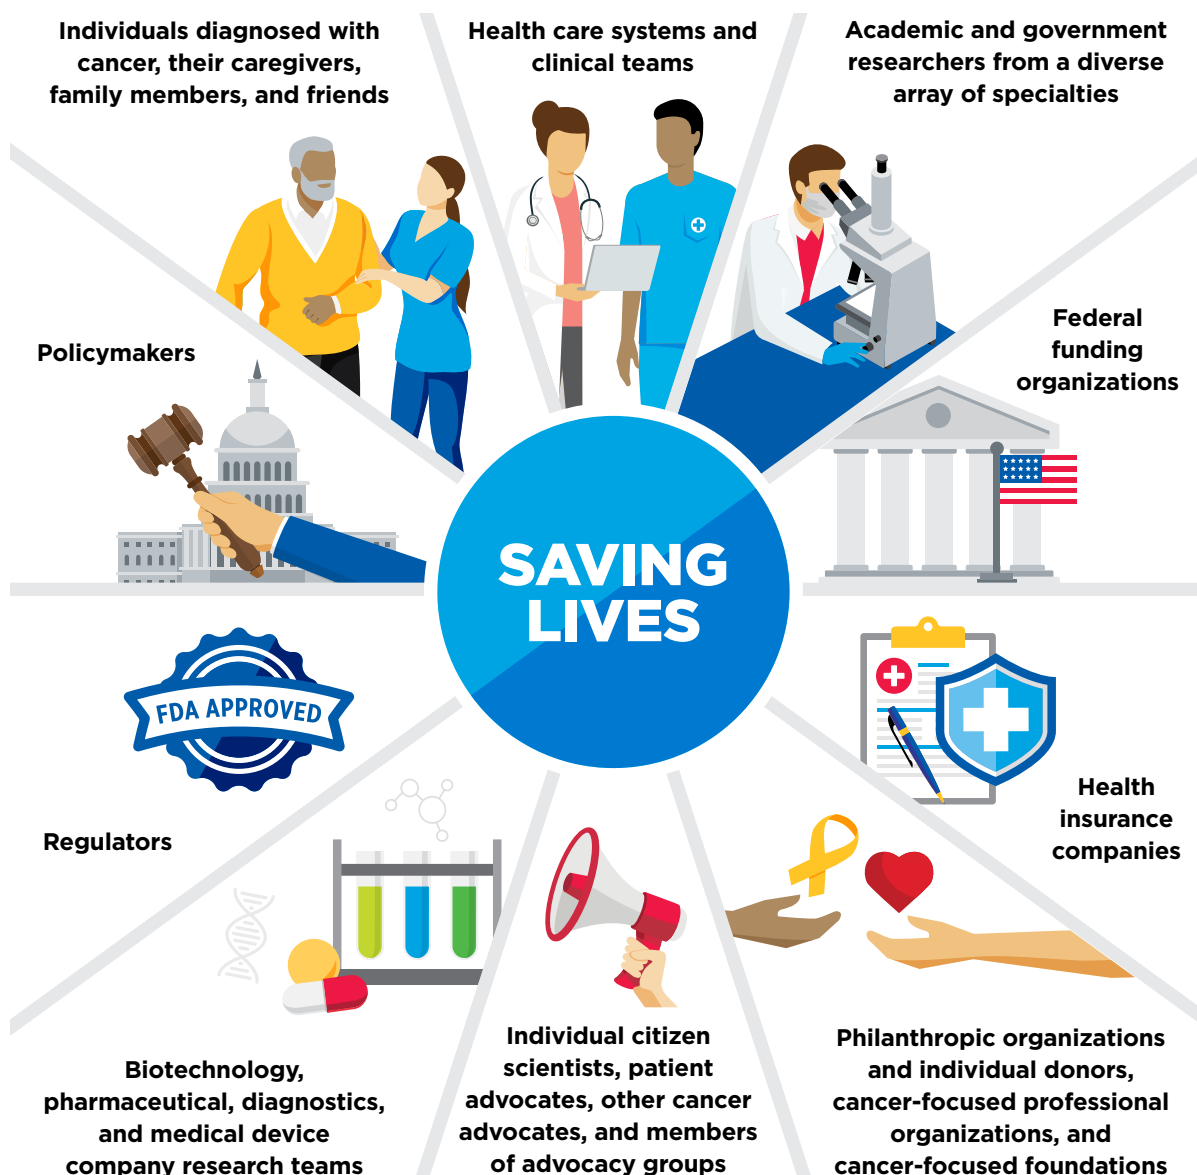 Individuals diagnosed with
cancer, their caregivers,
family members, and friends
Health care systems and
clinical teams
Academic and government
researchers from a diverse
array of specialties
Policymakers
Federal
funding
organizations
SAVING
LIVES
FDA APPROVED
Regulators
Health
insurance
companies
Biotechnology,
pharmaceutical, diagnostics,
and medical device
company research teams
Individual citizen
scientists, patient
advocates, other cancer
advocates, and members
of advocacy groups
Philanthropic organizations
and individual donors,
cancer-focused professional
organizations, and
cancer-focused foundations